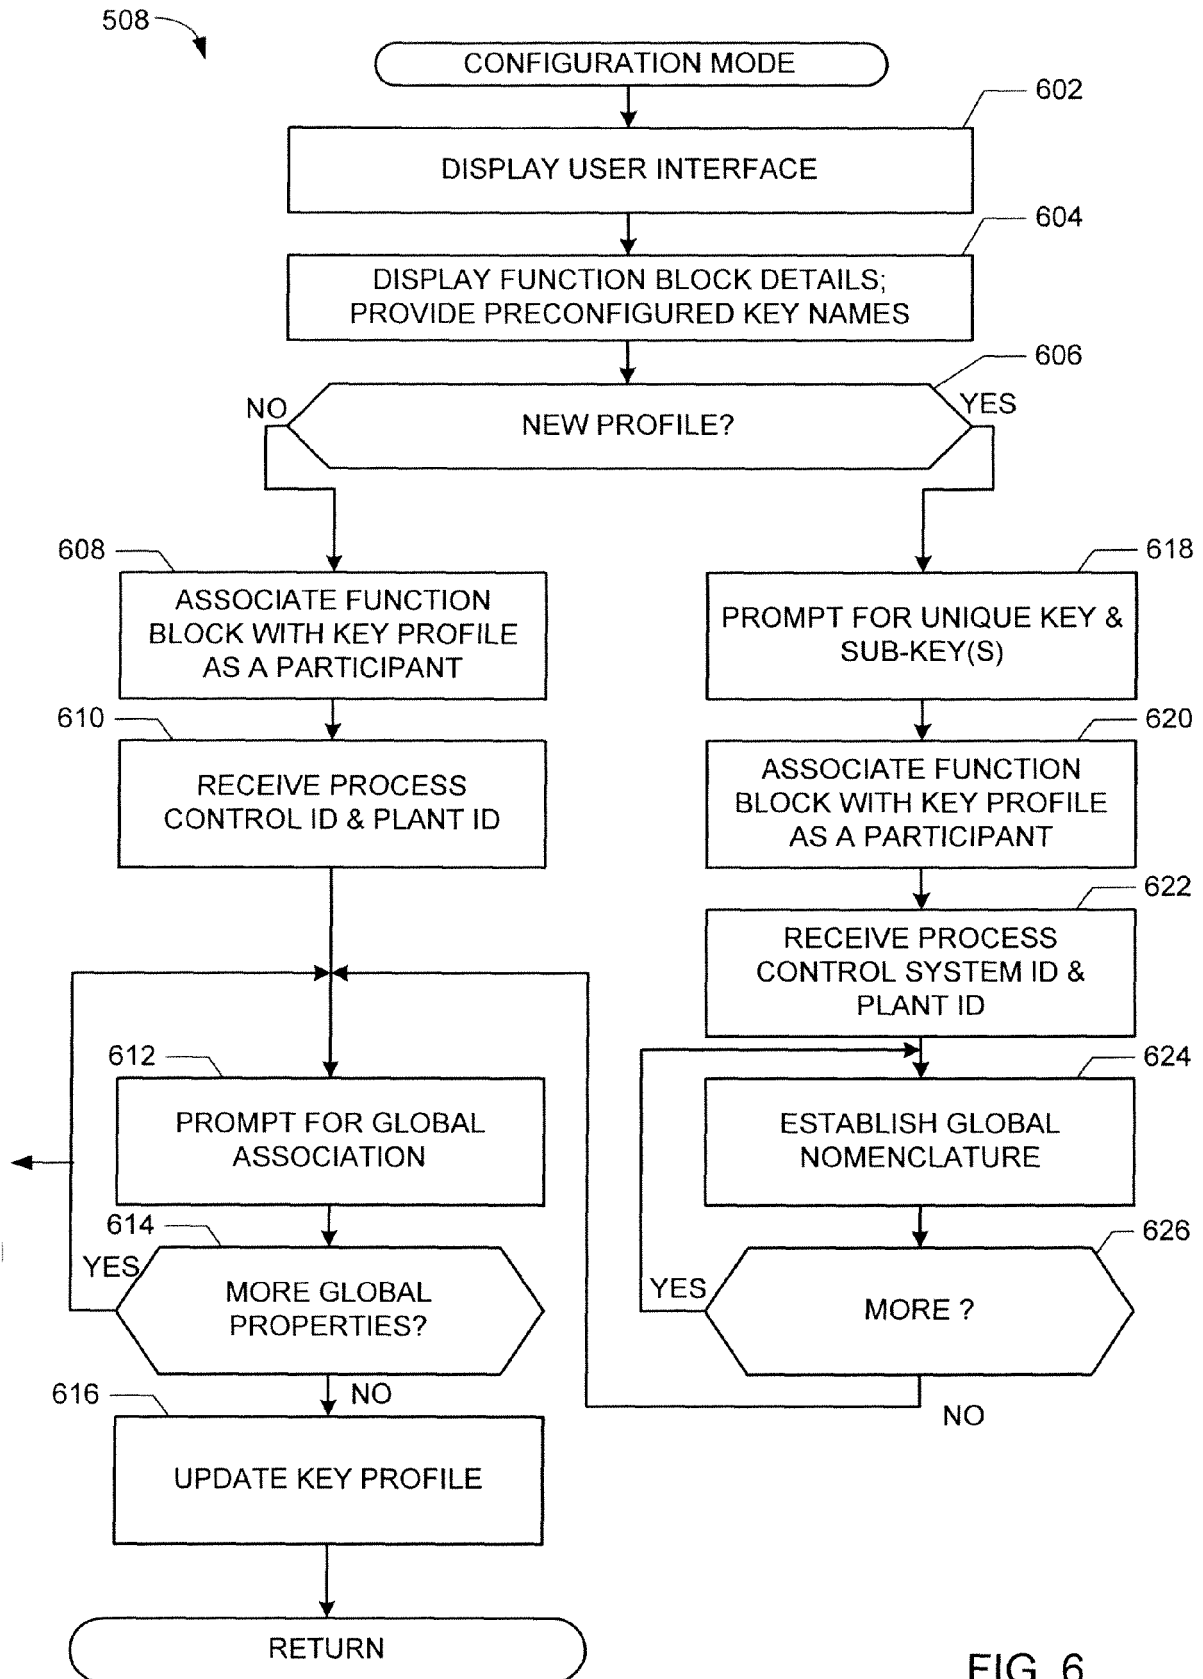 508
CONFIGURATION MODE
602
DISPLAY USER INTERFACE
604
DISPLAY FUNCTION BLOCK DETAILS;
PROVIDE PRECONFIGURED KEY NAMES
606
NO
NEW PROFILE?
YES
608
ASSOCIATE FUNCTION
BLOCK WITH KEY PROFILE
AS A PARTICIPANT
610
RECEIVE PROCESS
CONTROL ID & PLANT ID
612
PROMPT FOR GLOBAL
ASSOCIATION
614
YES
MORE GLOBAL
PROPERTIES?
NO
616
UPDATE KEY PROFILE
RETURN
618
PROMPT FOR UNIQUE KEY &
SUB-KEY(S)
620
ASSOCIATE FUNCTION
BLOCK WITH KEY PROFILE
AS A PARTICIPANT
622
RECEIVE PROCESS
CONTROL SYSTEM ID &
PLANT ID
624
ESTABLISH GLOBAL
NOMENCLATURE
626
YES
MORE ?
NO
FIG. 6